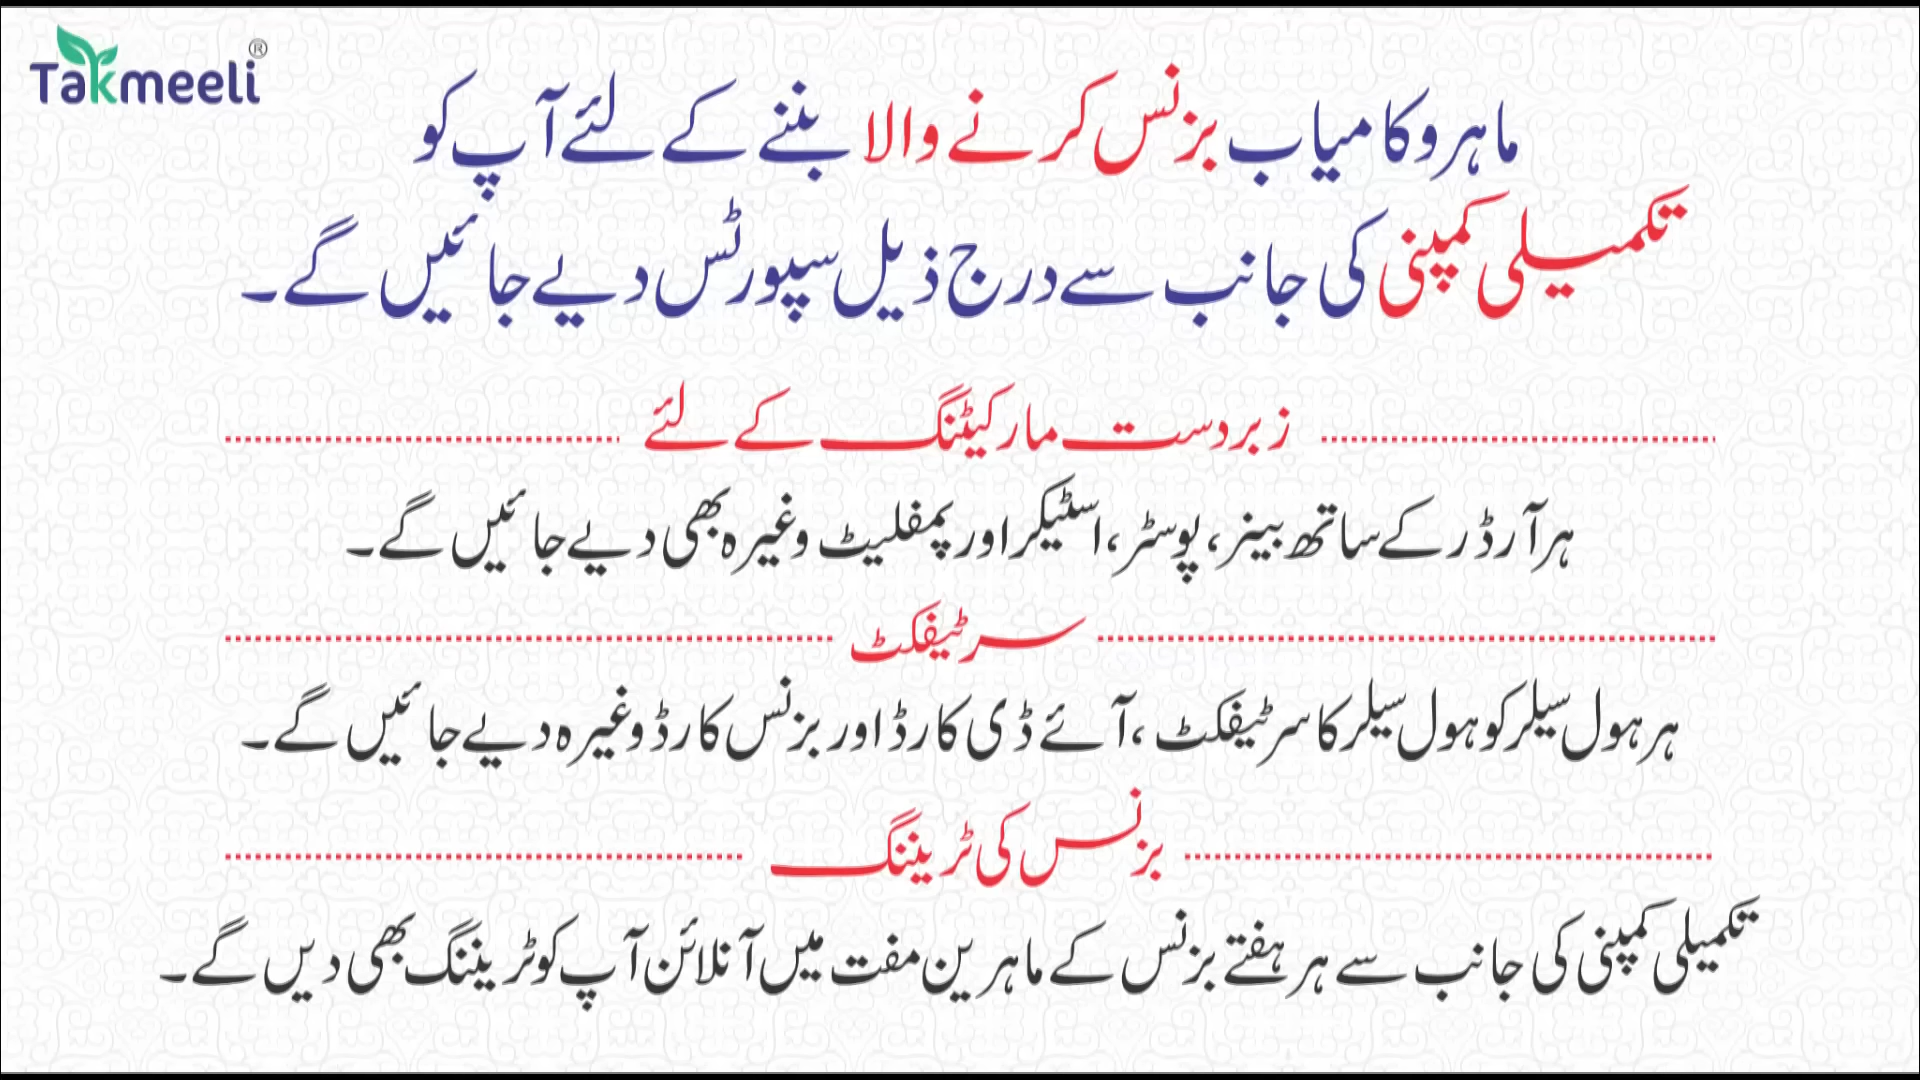 Takmeeli®
ماہر و کامیاب بزنس کرنے والا بننے کے لئے آپ کو
تکمیلی کمپنی کی جانب سے درج ذیل سپورٹس دیے جائیں گے۔
زبردست مارکیٹنگ کے لئے
ہر آرڈر کے ساتھ بینر، پوسٹر، اسٹیکر اور پمفلیٹ وغیرہ بھی دیے جائیں گے۔
سرٹیفکٹ
ہر ہول سیلر کو ہول سیلر کا سرٹیفکٹ، آئے ڈی کارڈ اور بزنس کارڈ وغیرہ دیے جائیں گے۔
بزنس کی ٹریننگ
تکمیلی کمپنی کی جانب سے ہر ہفتے بزنس کے ماہرین مفت میں آنلائن آپ کو ٹریننگ بھی دیں گے۔